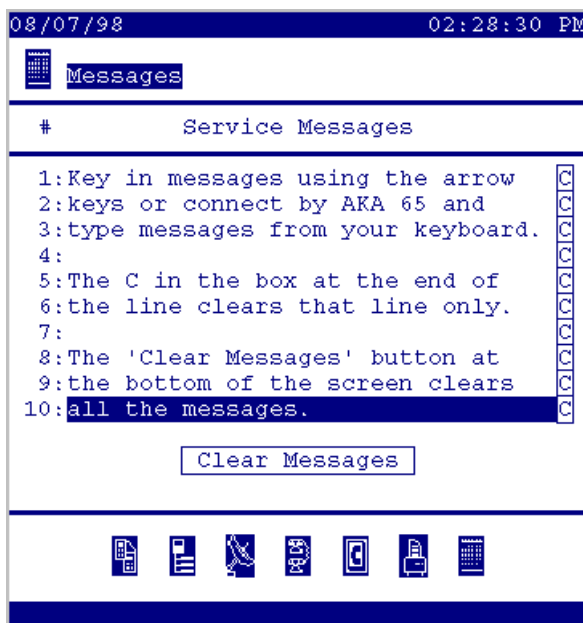 08/07/98 02:28:30 PM
Messages
# Service Messages
1:Key in messages using the arrow C
2:keys or connect by AKA 65 and C
3:type messages from your keyboard. C
4: C
5:The C in the box at the end of C
6:the line clears that line only. C
7: C
8:The 'Clear Messages' button at C
9:the bottom of the screen clears C
10:all the messages. C
Clear Messages